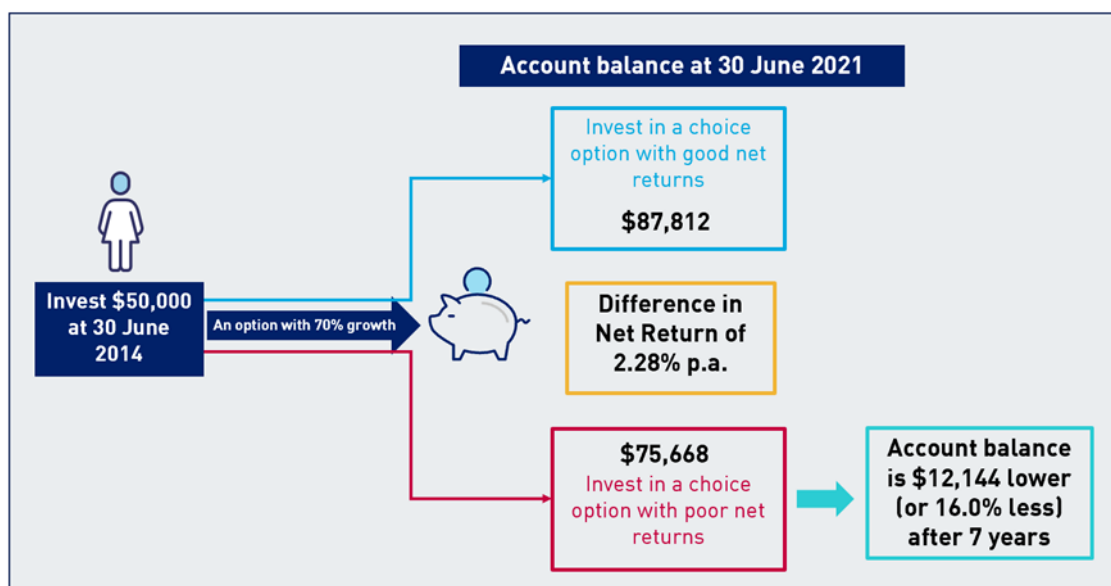 Account balance at 30 June 2021
Invest in a choice
option with good net
returns
$87,812
Invest $50,000
at 30 June
2014
An option with 70% growth
Difference in
Net Return of
2.28% p.a.
$75,668
Invest in a choice
option with poor net
returns
Account balance
is $12,144 lower
(or 16.0% less)
after 7 years